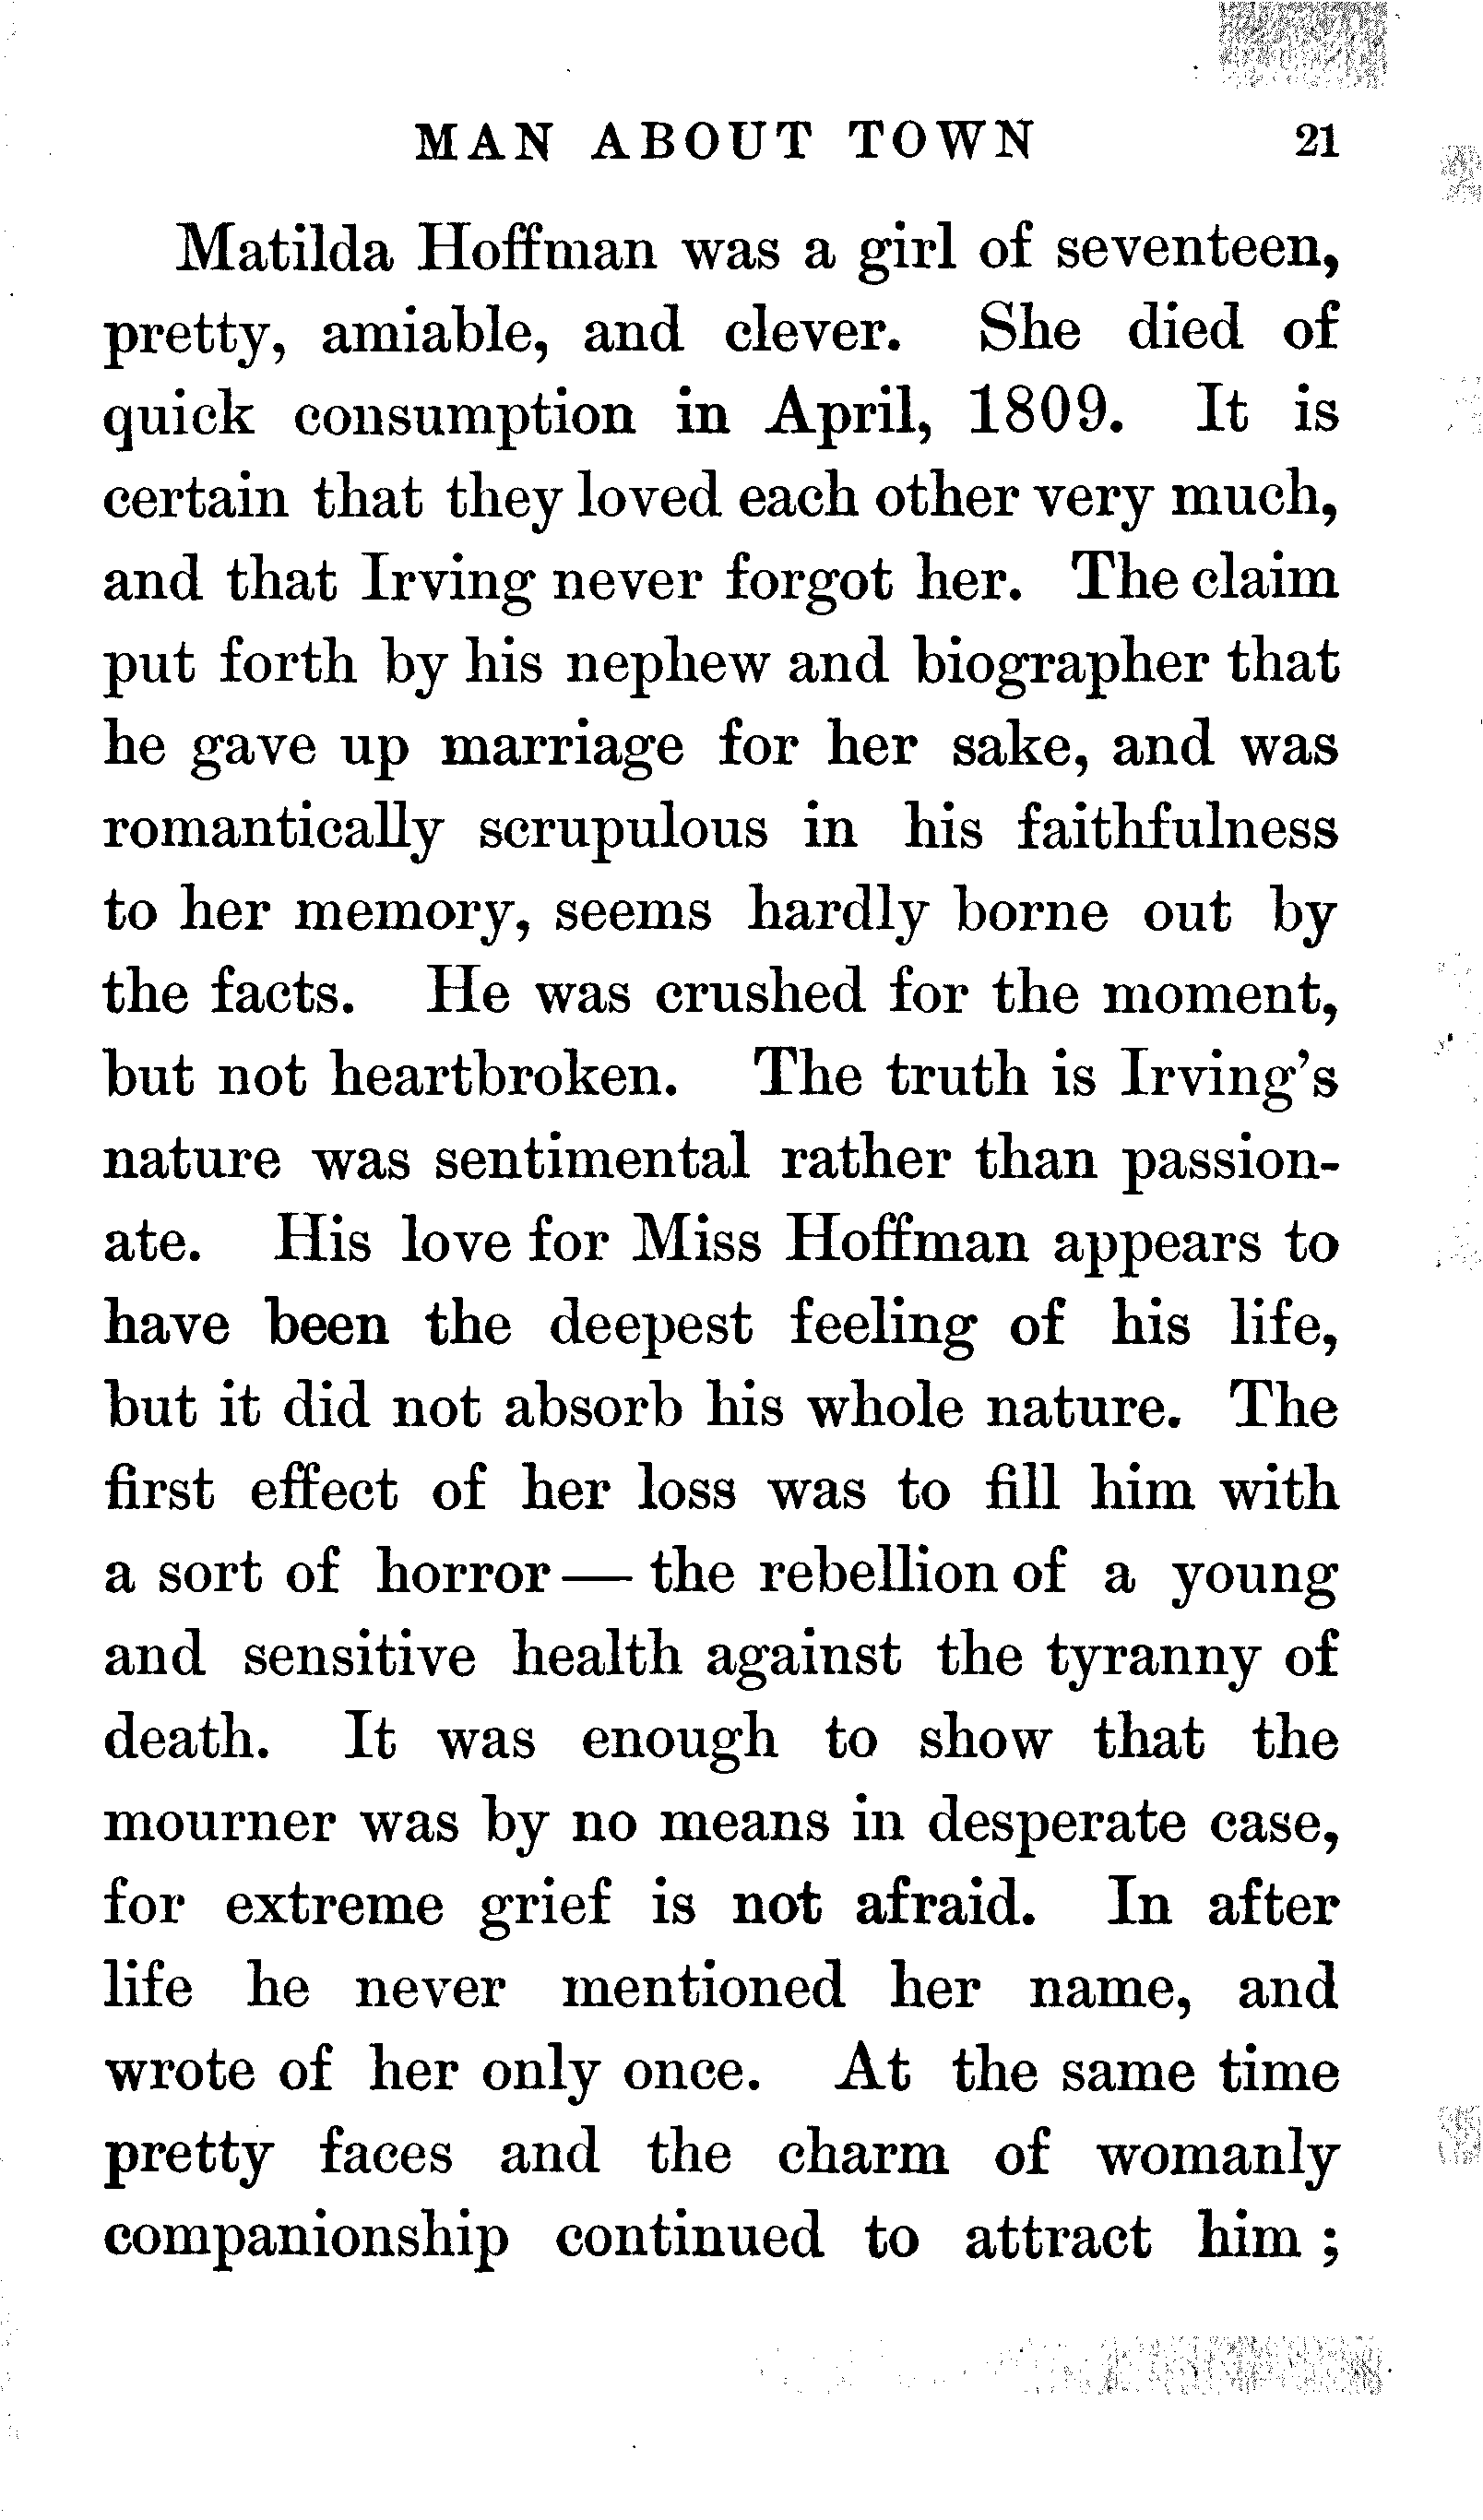 MAN ABOUT TOWN 21
Matilda Hoffman was a girl of seventeen,
pretty, amiable, and clever. She died of
quick consumption in April, 1809. It is
certain that they loved each other very much,
and that Irving never forgot her. The claim
put forth by his nephew and biographer that
he gave up marriage for her sake, and was
romantically scrupulous in his faithfulness
to her memory, seems hardly borne out by
the facts. He was crushed for the moment,
but not heartbroken. The truth is Irving's
nature was sentimental rather than passion-
ate. His love for Miss Hoffman appears to
have been the deepest feeling of his life,
but it did not absorb his whole nature. The
first effect of her loss was to fill him with
a sort of horror — the rebellion of a young
and sensitive health against the tyranny of
death. It was enough to show that the
mourner was by no means in desperate case,
for extreme grief is not afraid. In after
life he never mentioned her name, and
wrote of her only once. At the same time
pretty faces and the charm of womanly
companionship continued to attract him ;